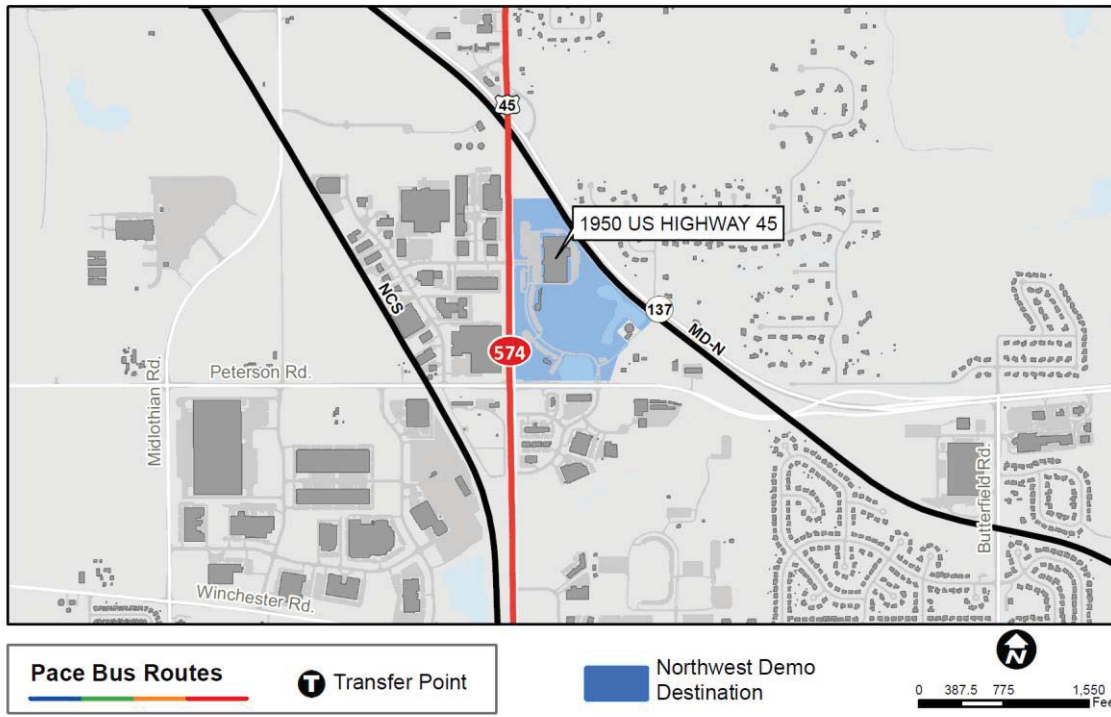 45
1950 US HIGHWAY 45
NCS
137
MD-N
574
Peterson Rd.
Midlothian Rd.
Butterfield Rd.
Winchester Rd.
Pace Bus Routes
T Transfer Point
Northwest Demo
Destination
N
0 387.5 775 1,550
Fee